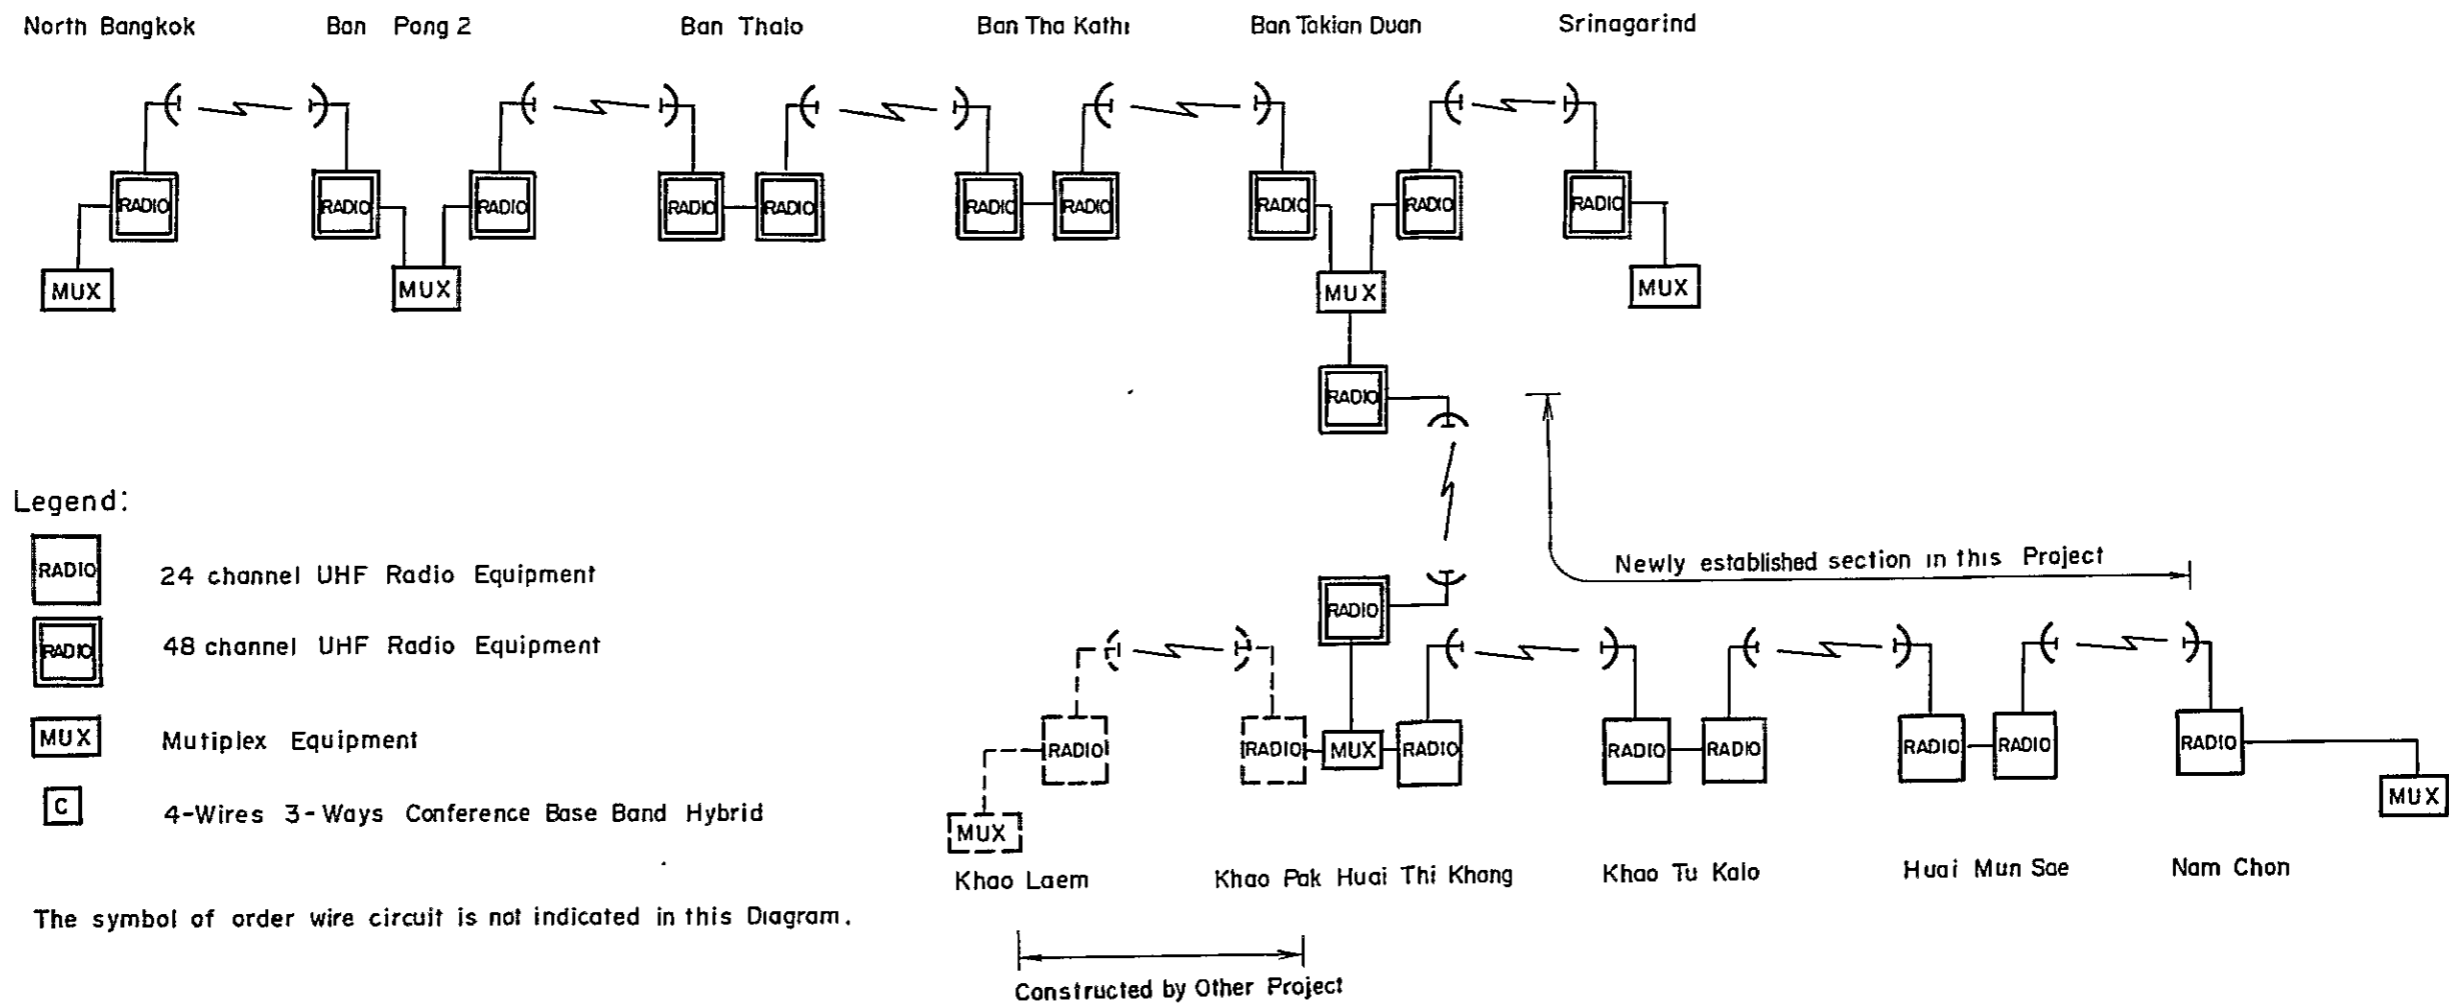 North Bangkok
Ban Pong 2
Ban Thalo
Ban Tha Kathi
Ban Takian Duan
Srinagarind
RADIO
RADIO
RADIO
RADIO
RADIO
RADIO
RADIO
RADIO
RADIO
RADIO
MUX
MUX
MUX
MUX
RADIO
Legend:
RADIO
24 channel UHF Radio Equipment
RADIO
48 channel UHF Radio Equipment
MUX
Mutiplex Equipment
C
4-Wires 3-Ways Conference Base Band Hybrid
The symbol of order wire circuit is not indicated in this Diagram.
Newly established section in this Project
RADIO
RADIO
RADIO
MUX
RADIO
RADIO
RADIO
RADIO
RADIO
RADIO
MUX
MUX
Khao Laem
Khao Pak Huai Thi Khong
Khao Tu Kalo
Huai Mun Sae
Nam Chon
Constructed by Other Project